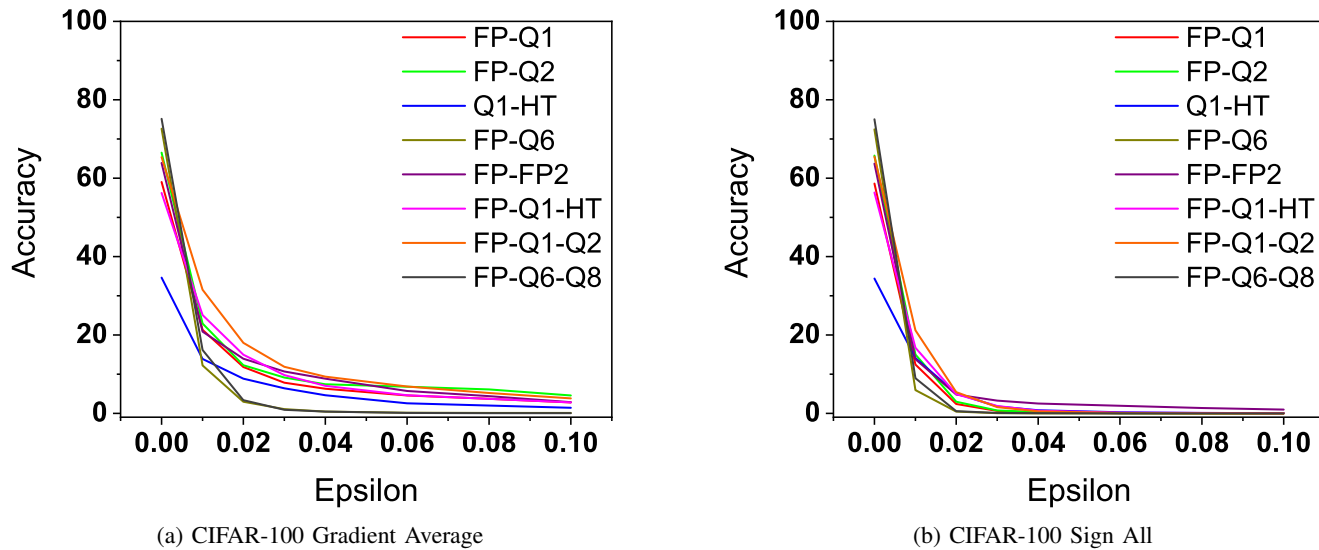 100
80
60
40
20
0
Accuracy
0.00 0.02 0.04 0.06 0.08 0.10
Epsilon
FP-Q1
FP-Q2
Q1-HT
FP-Q6
FP-FP2
FP-Q1-HT
FP-Q1-Q2
FP-Q6-Q8
(a) CIFAR-100 Gradient Average
100
80
60
40
20
0
Accuracy
0.00 0.02 0.04 0.06 0.08 0.10
Epsilon
FP-Q1
FP-Q2
Q1-HT
FP-Q6
FP-FP2
FP-Q1-HT
FP-Q1-Q2
FP-Q6-Q8
(b) CIFAR-100 Sign All